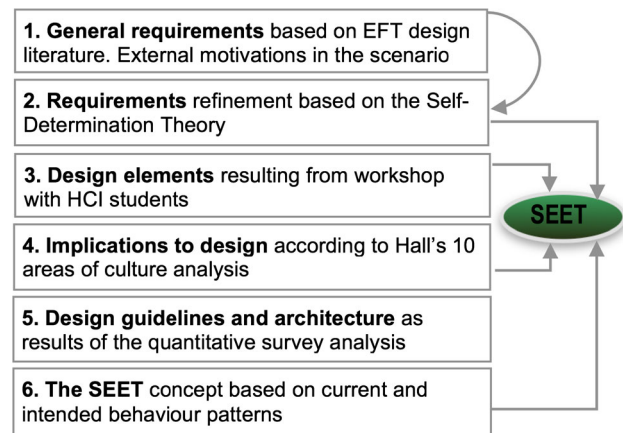 1. General requirements based on EFT design
literature. External motivations in the scenario
2. Requirements refinement based on the Self-
Determination Theory
3. Design elements resulting from workshop
with HCI students
SEET
4. Implications to design according to Hall's 10
areas of culture analysis
5. Design guidelines and architecture as
results of the quantitative survey analysis
6. The SEET concept based on current and
intended behaviour patterns